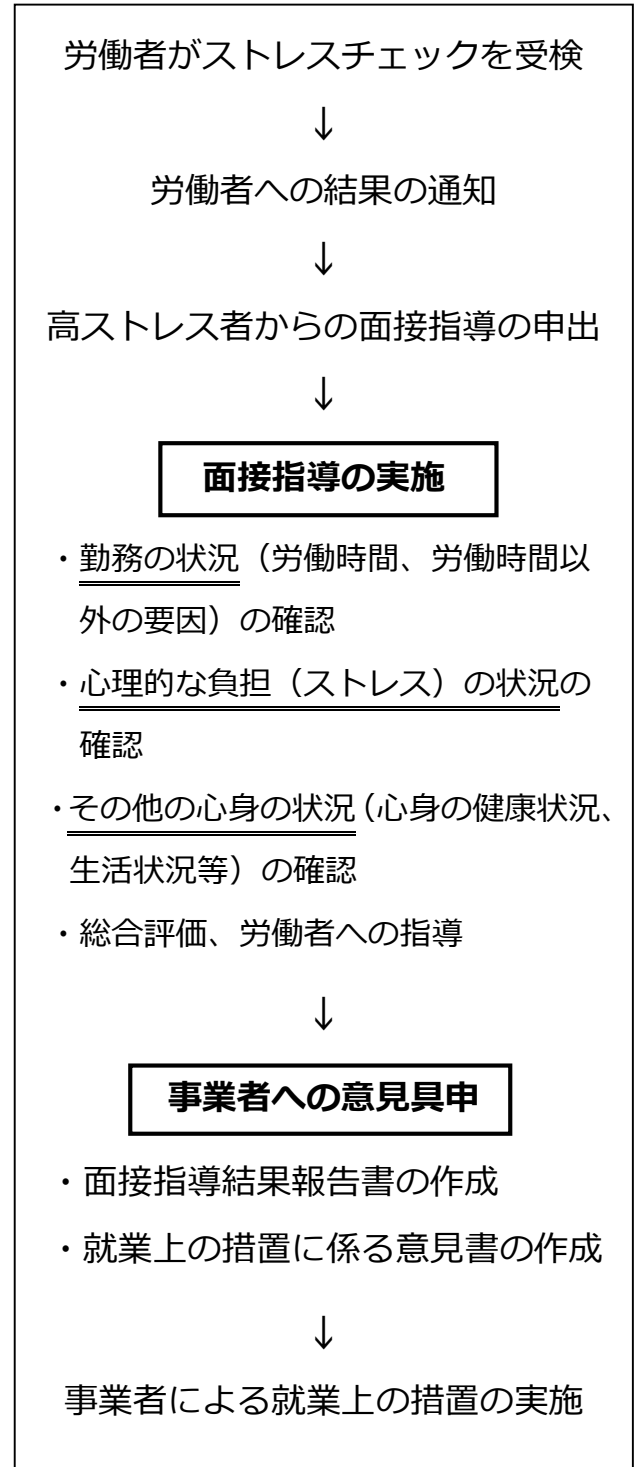 労働者がストレスチェックを受検
↓
労働者への結果の通知
↓
高ストレス者からの面接指導の申出
↓
面接指導の実施
・勤務の状況（労働時間、労働時間以
外の要因）の確認
・心理的な負担（ストレス）の状況の
確認
・その他の心身の状況（心身の健康状況、
生活状況等）の確認
・総合評価、労働者への指導
↓
事業者への意見具申
・面接指導結果報告書の作成
・就業上の措置に係る意見書の作成
↓
事業者による就業上の措置の実施